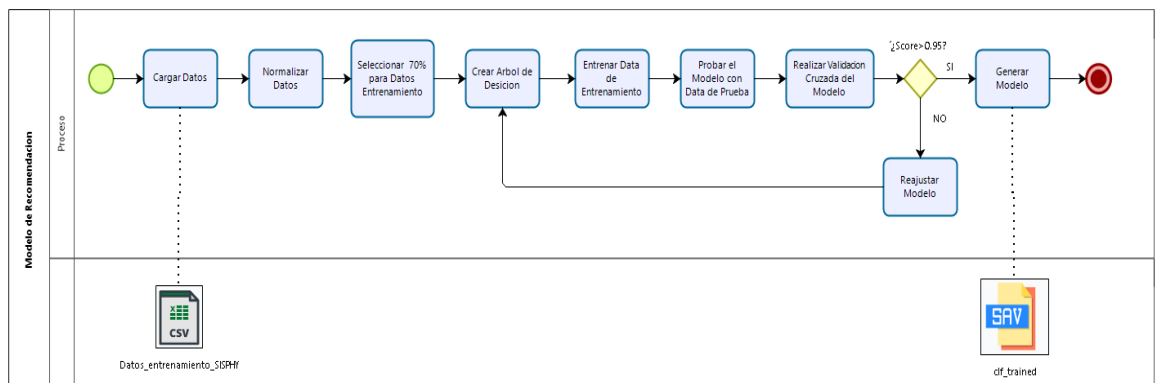 Modelo de Recomendacion
Proceso
Cargar Datos
Normalizar
Datos
Seleccionar 70%
para Datos
Entrenamiento
Crear Arbol de
Desicion
Entrenar Data
de
Entrenamiento
Probar el
Modelo con
Data de Prueba
Realizar Validacion
Cruzada del
Modelo
¿Score>0.95?
SI
NO
Generar
Modelo
Reajustar
Modelo
CSV
Datos_entrenamiento_SISPHY
SAV
clf_trained